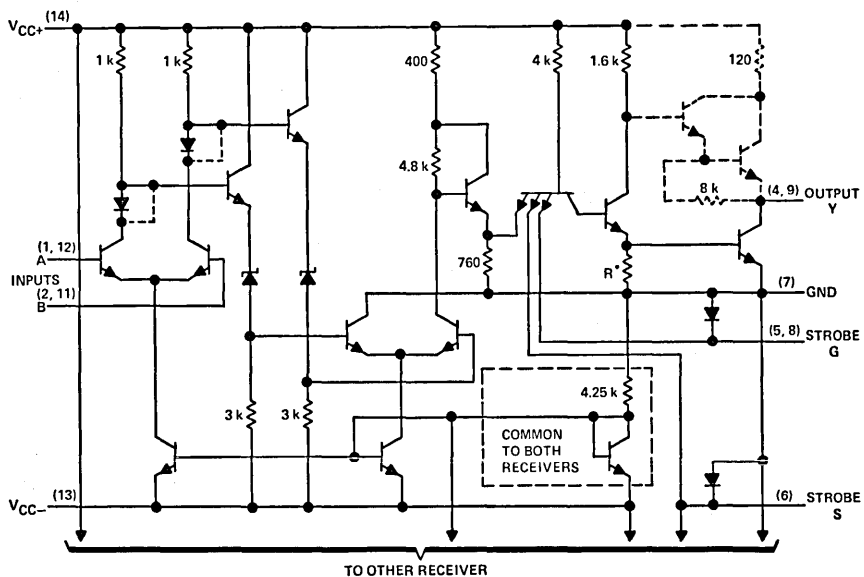 VCC+ (14)
1 k
1 k
400
4 k
1.6 k
120
4.8 k
8 k
(4, 9) OUTPUT
Y
(1, 12)
A
INPUTS
(2, 11)
B
760
R*
(7)
GND
(5, 8) STROBE
G
3 k
3 k
4.25 k
COMMON
TO BOTH
RECEIVERS
VCC– (13)
(6) STROBE
S
TO OTHER RECEIVER